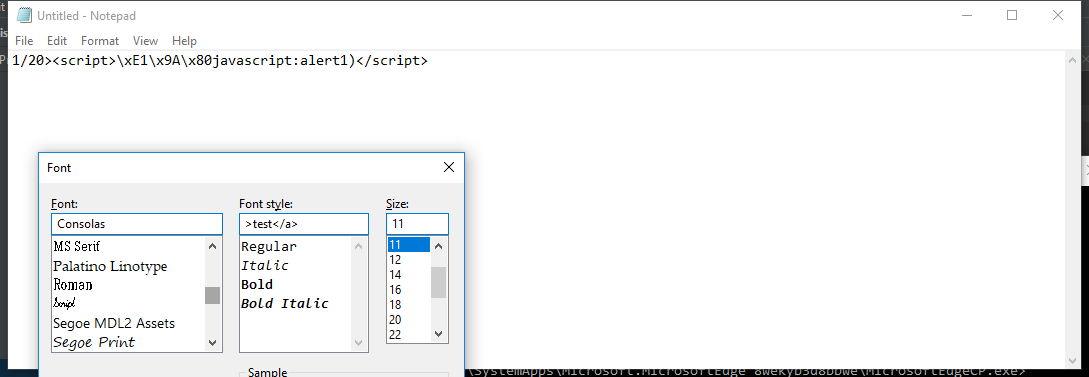 Untitled - Notepad
File Edit Format View Help
1/20><script>\xE1\x9A\x80javascript:alert1)</script>
Font
Font: Font style: Size:
Consolas >test</a> 11
MS Serif Regular 11
Palatino Linotype Italic 12
Roman Bold 14
Script Bold Italic 16
Segoe MDL2 Assets 18
Segoe Print 20
22
Sample
\SystemApps\Microsoft.MicrosoftEdge_8wekyb3d8bbwe\MicrosoftEdgeCP.exe>